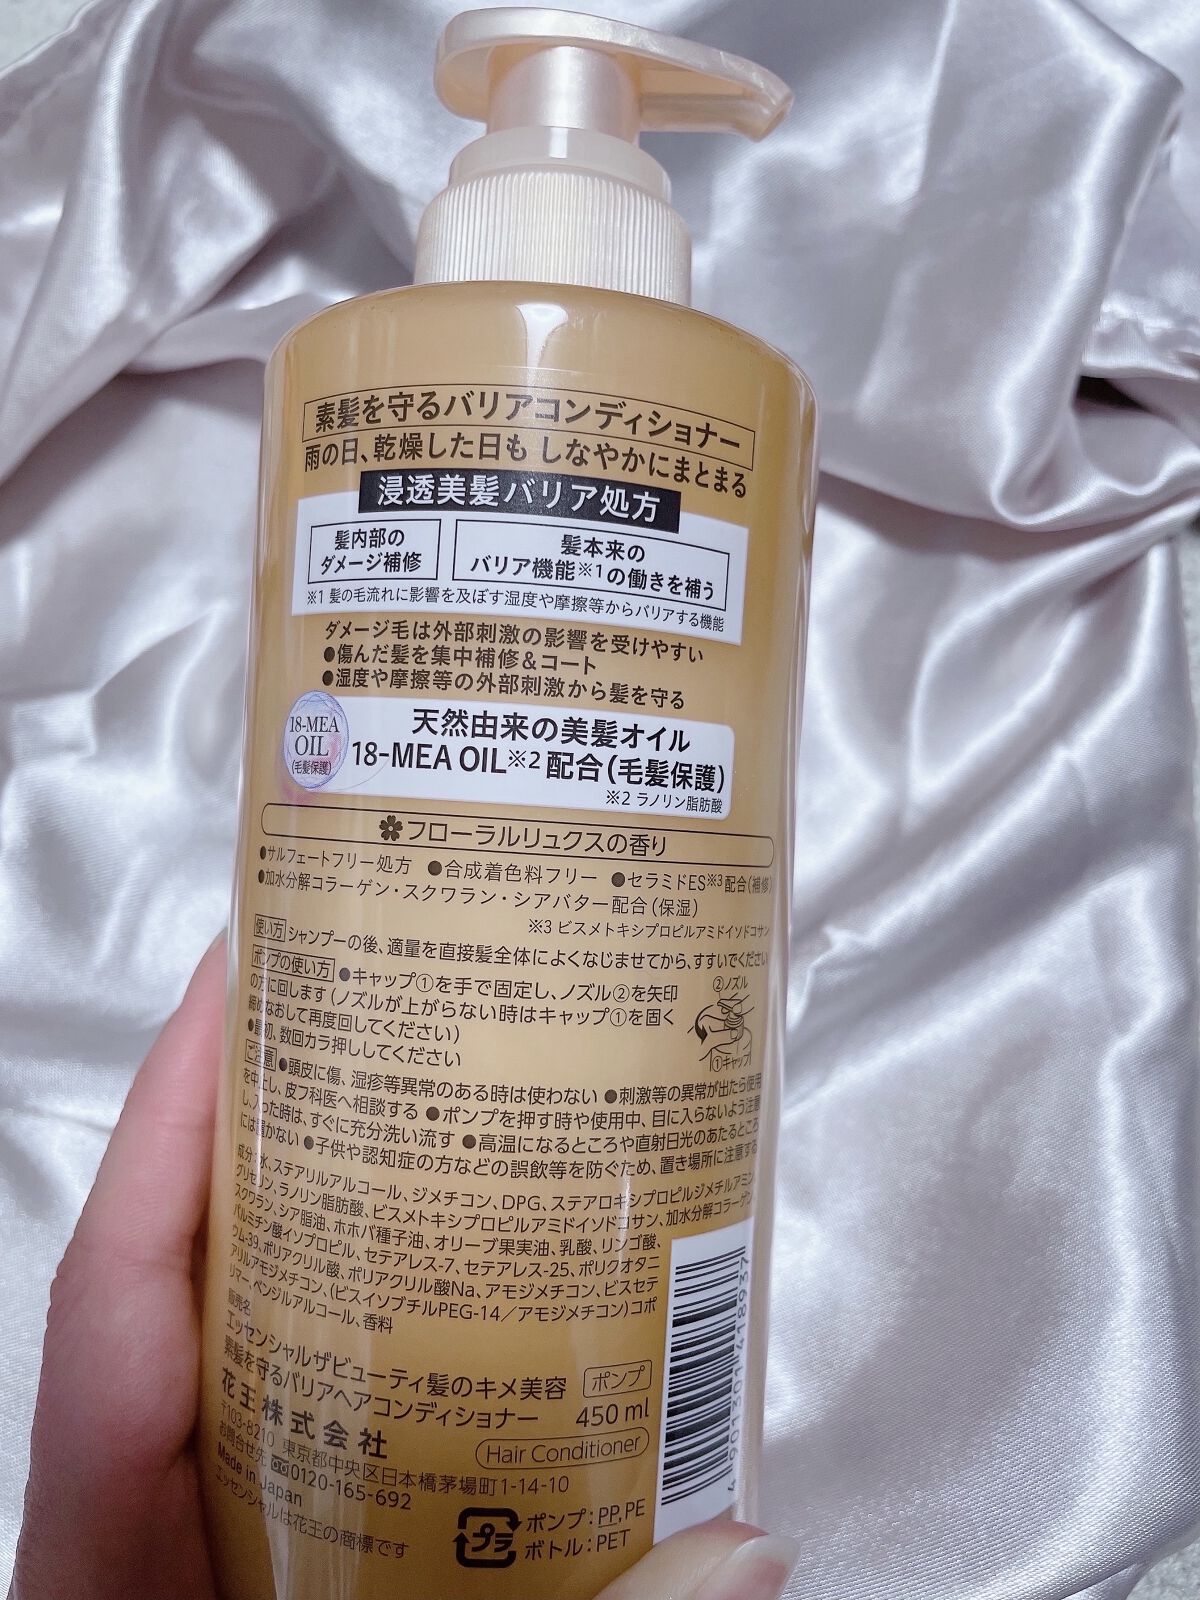 素髪を守るバリアコンディショナー
雨の日、乾燥した日も しなやかにまとまる
浸透美髪バリア処方
髪内部の
ダメージ補修
髪本来の
バリア機能※1の働きを補う
※1 髪の毛流れに影響を及ぼす湿度や摩擦等からバリアする機能
ダメージ毛は外部刺激の影響を受けやすい
●傷んだ髪を集中補修＆コート
●湿度や摩擦等の外部刺激から髪を守る
18-MEA
OIL
(毛髪保護)
天然由来の美髪オイル
18-MEA OIL※2 配合(毛髪保護)
※2 ラノリン脂肪酸
フローラルリュクスの香り
●サルフェートフリー処方 ●合成着色料フリー ●セラミドES※3配合(補修)
●加水分解コラーゲン・スクワラン・シアバター配合(保湿)
※3 ビスメトキシプロピルアミドイソドコサン
使い方 シャンプーの後、適量を直接髪全体によくなじませてから、すすいでください
ポンプの使い方 ●キャップ①を手で固定し、ノズル②を矢印
の方に回します(ノズルが上がらない時はキャップ①を固く
締めなおして再度回してください)
●最初、数回カラ押ししてください
②ノズル
①キャップ
ご注意 ●頭皮に傷、湿疹等異常のある時は使わない ●刺激等の異常が出たら使用
を中止し、皮フ科医へ相談する ●ポンプを押す時や使用中、目に入らないよう注意
し、入った時は、すぐに充分洗い流す ●高温になるところや直射日光のあたるところ
には置かない ●子供や認知症の方などの誤飲等を防ぐため、置き場所に注意する
成分：水、ステアリルアルコール、ジメチコン、DPG、ステアロキシプロピルジメチルアミン、
グリセリン、ラノリン脂肪酸、ビスメトキシプロピルアミドイソドコサン、加水分解コラーゲン、
スクワラン、シア脂油、ホホバ種子油、オリーブ果実油、乳酸、リンゴ酸、
パルミチン酸イソプロピル、セテアレス-7、セテアレス-25、ポリクオタニ
ウム-39、ポリアクリル酸、ポリアクリル酸Na、アモジメチコン、ビスセテ
アリルアモジメチコン、(ビスイソブチルPEG-14／アモジメチコン)コポ
リマー、ベンジルアルコール、香料
販売名
エッセンシャルザビューティ髪のキメ美容
素髪を守るバリアヘアコンディショナー
ポンプ
450 ml
花王株式会社
Hair Conditioner
〒103-8210 東京都中央区日本橋茅場町1-14-10
お問合せ先 0120-165-692
Made in Japan
エッセンシャルは花王の商標です
プラ
ポンプ：PP,PE
ボトル：PET
4 901301 418937